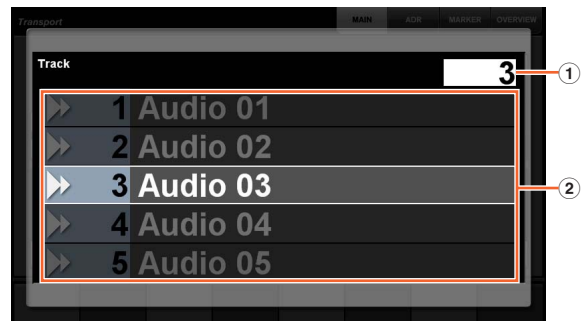 Transport MAIN ADR MARKER OVERVIEW
Track
3 ①
1 Audio 01
2 Audio 02
3 Audio 03 ②
4 Audio 04
5 Audio 05